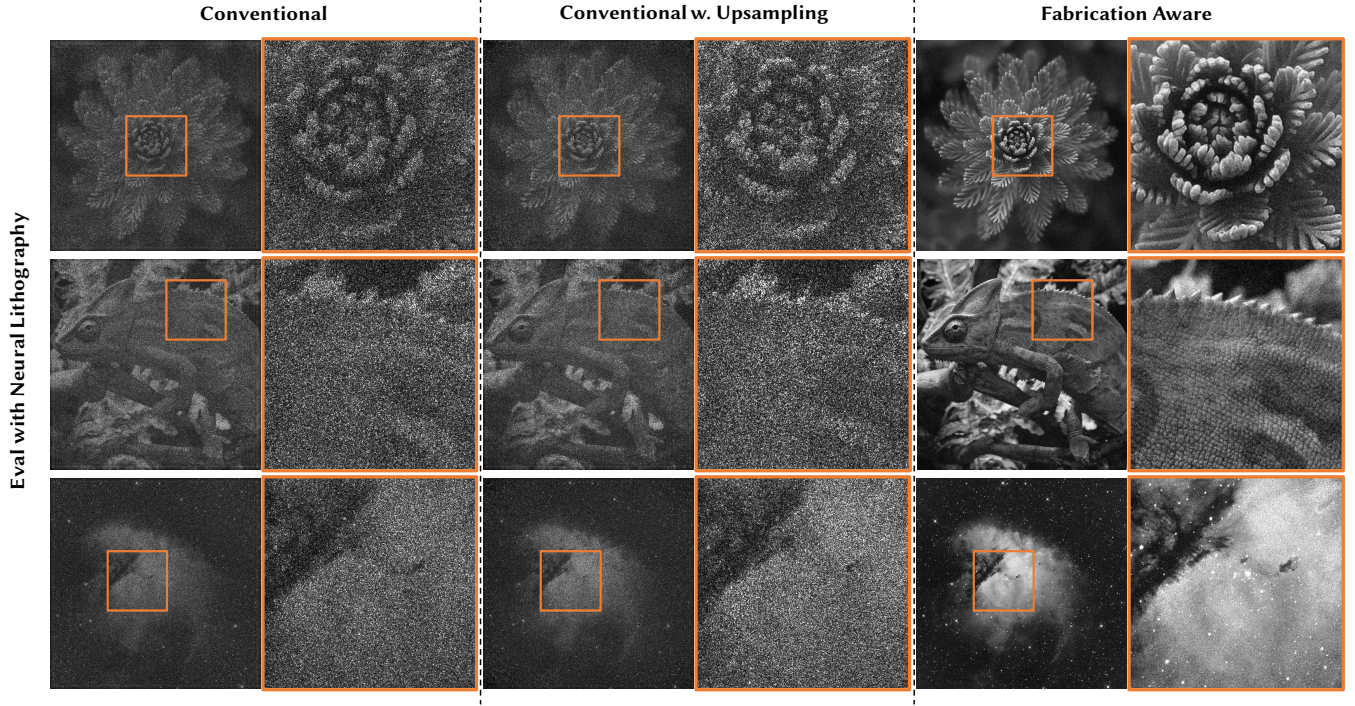 Conventional
Conventional w. Upsampling
Fabrication Aware
Eval with Neural Lithography